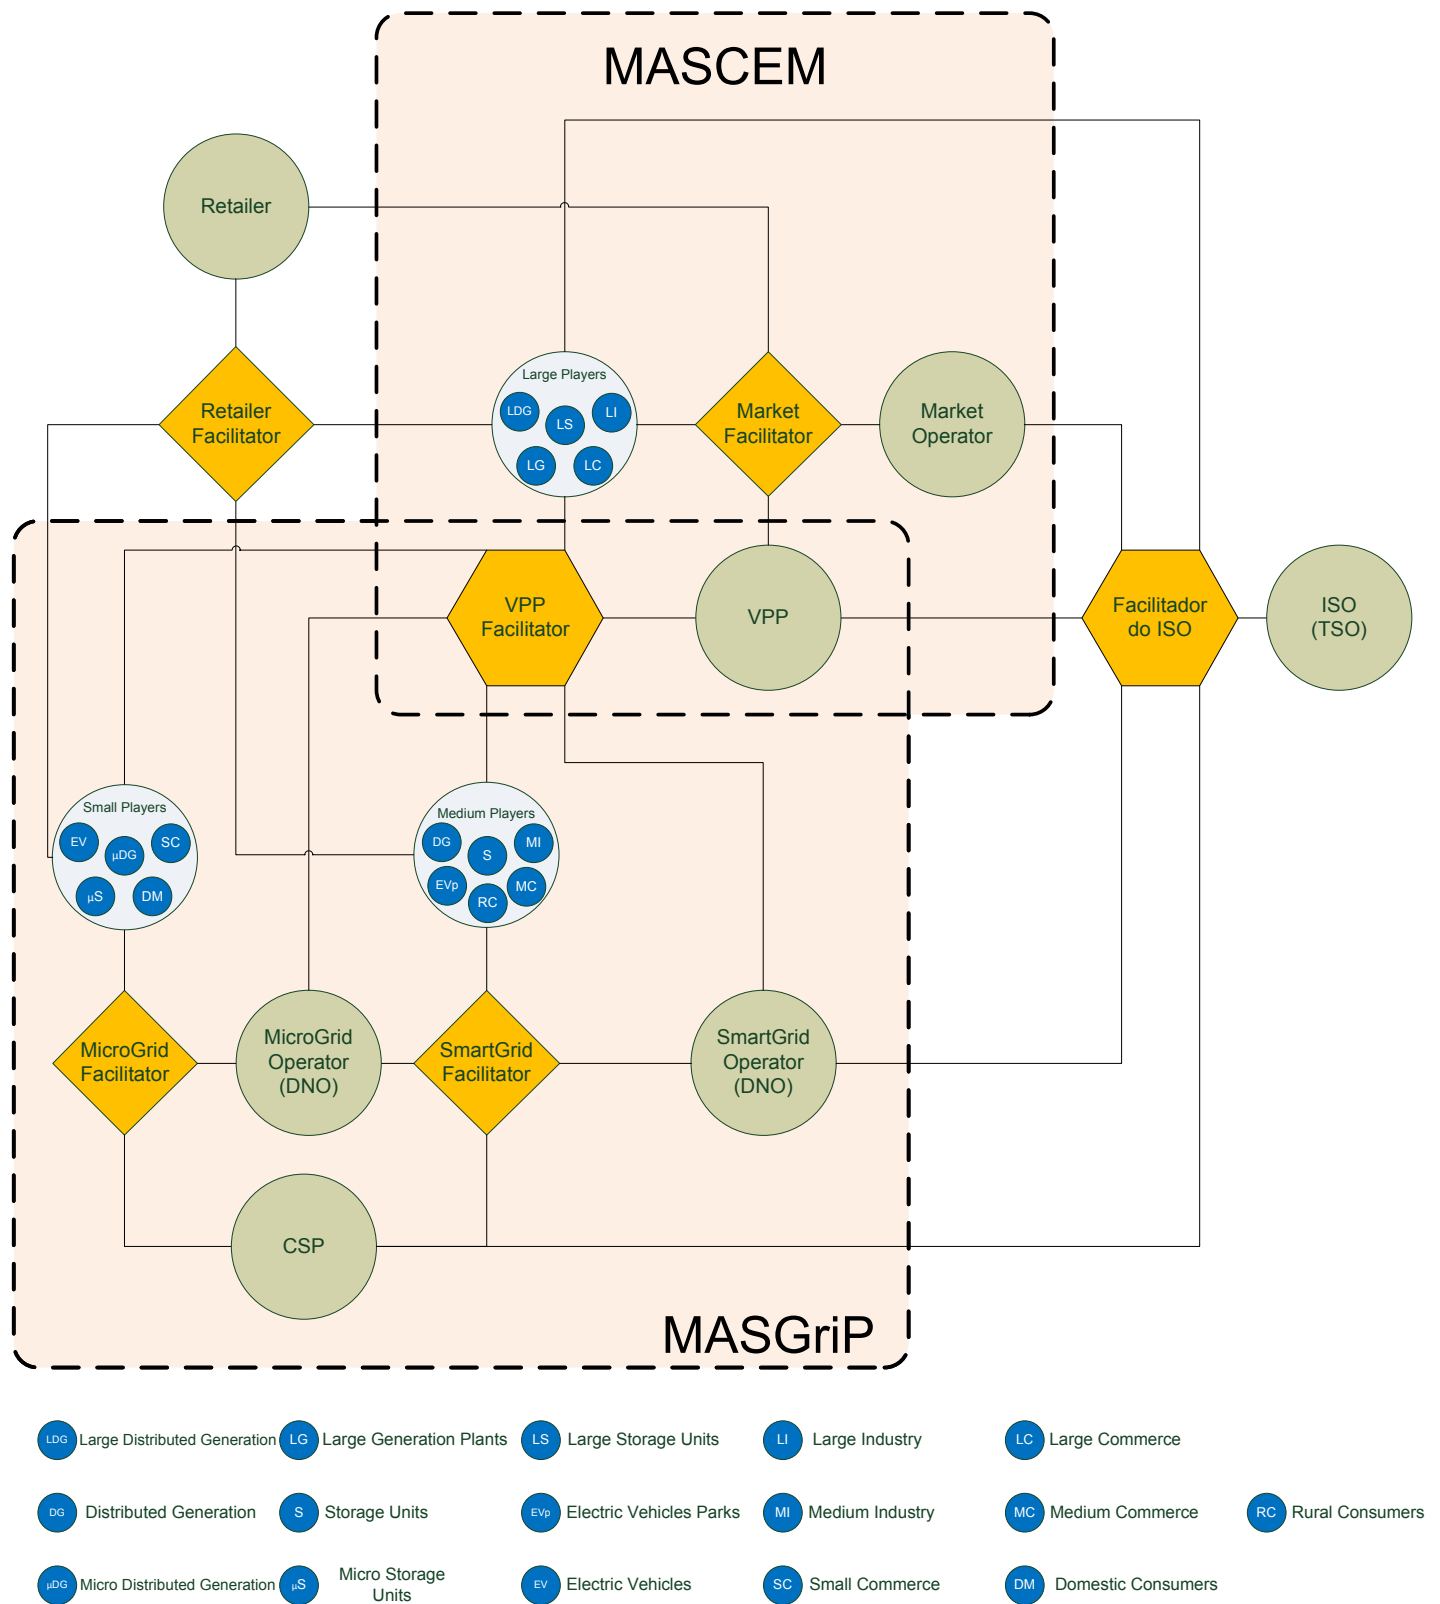 MASCEM
Retailer
Large Players
LDG
LS
LI
LG
LC
Retailer
Facilitator
Market
Facilitator
Market
Operator
VPP
Facilitator
VPP
Facilitador
do ISO
ISO
(TSO)
Small Players
EV
μDG
SC
μS
DM
Medium Players
DG
S
MI
EVp
RC
MC
MicroGrid
Facilitator
MicroGrid
Operator
(DNO)
SmartGrid
Facilitator
SmartGrid
Operator
(DNO)
CSP
MASGriP
LDG Large Distributed Generation
LG Large Generation Plants
LS Large Storage Units
LI Large Industry
LC Large Commerce
DG Distributed Generation
S Storage Units
EVp Electric Vehicles Parks
MI Medium Industry
MC Medium Commerce
RC Rural Consumers
μDG Micro Distributed Generation
μS Micro Storage
Units
EV Electric Vehicles
SC Small Commerce
DM Domestic Consumers